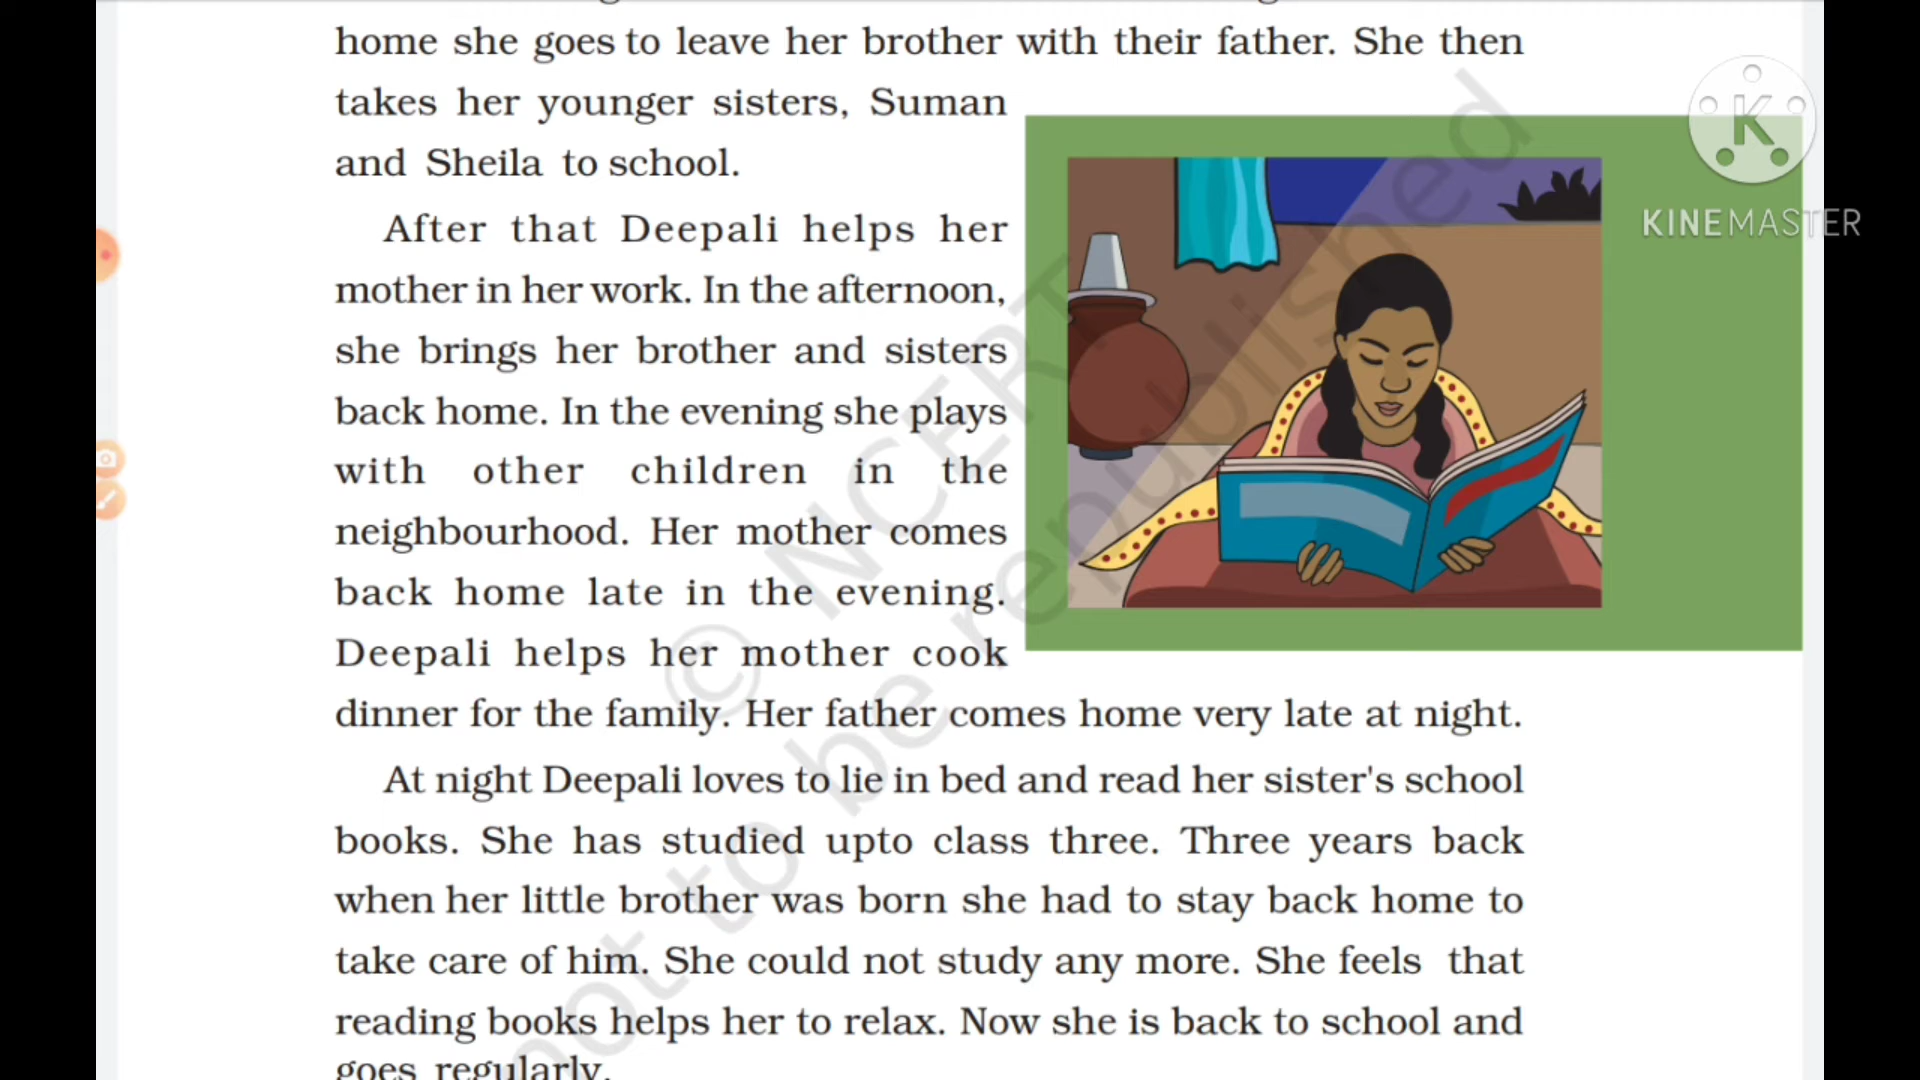 home she goes to leave her brother with their father. She then
takes her younger sisters, Suman
and Sheila to school.
After that Deepali helps her
mother in her work. In the afternoon,
she brings her brother and sisters
back home. In the evening she plays
with other children in the
neighbourhood. Her mother comes
back home late in the evening.
Deepali helps her mother cook
dinner for the family. Her father comes home very late at night.
At night Deepali loves to lie in bed and read her sister's school
books. She has studied upto class three. Three years back
when her little brother was born she had to stay back home to
take care of him. She could not study any more. She feels that
reading books helps her to relax. Now she is back to school and
goes regularly.
© NCERT
not to be republished
K
KINEMASTER